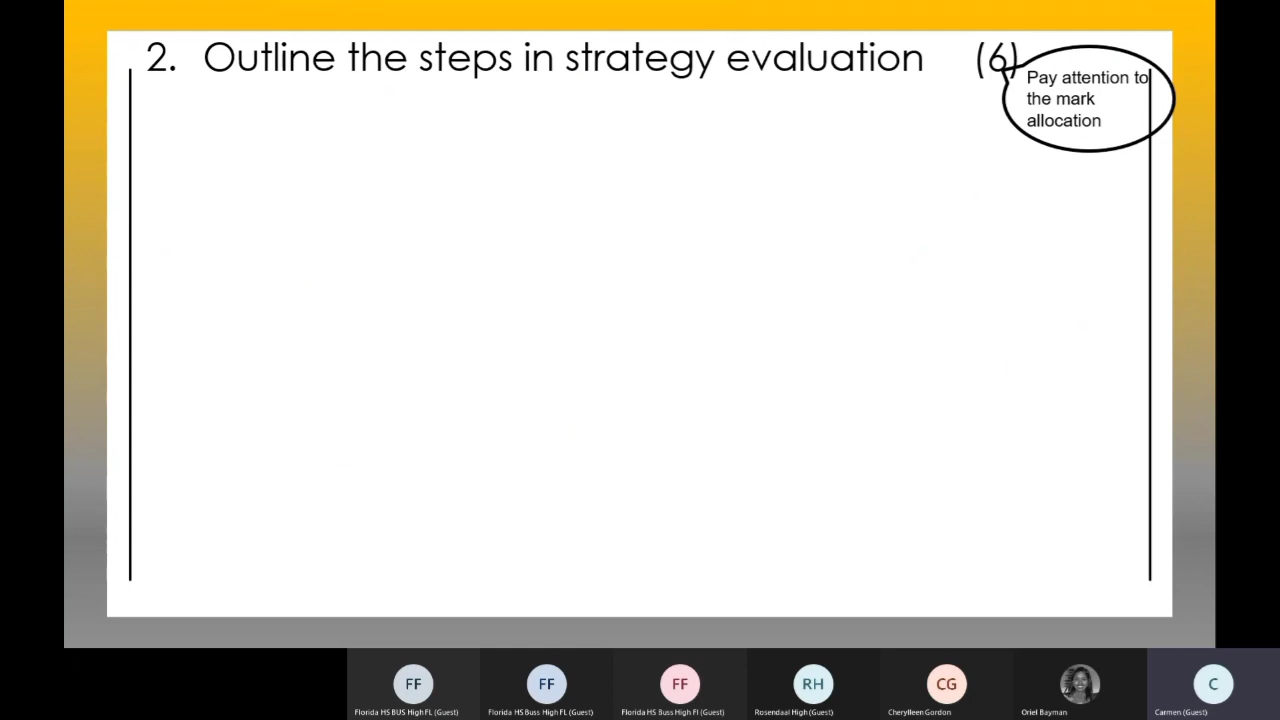 2. Outline the steps in strategy evaluation (6)
Pay attention to
the mark
allocation
FF
FF
FF
RH
CG
C
Florida HS BUS High FL (Guest)
Florida HS Buss High FL (Guest)
Florida HS Buss High Fl (Guest)
Rosendaal High (Guest)
Cherylleen Gordon
Oriel Bayman
Carmen (Guest)